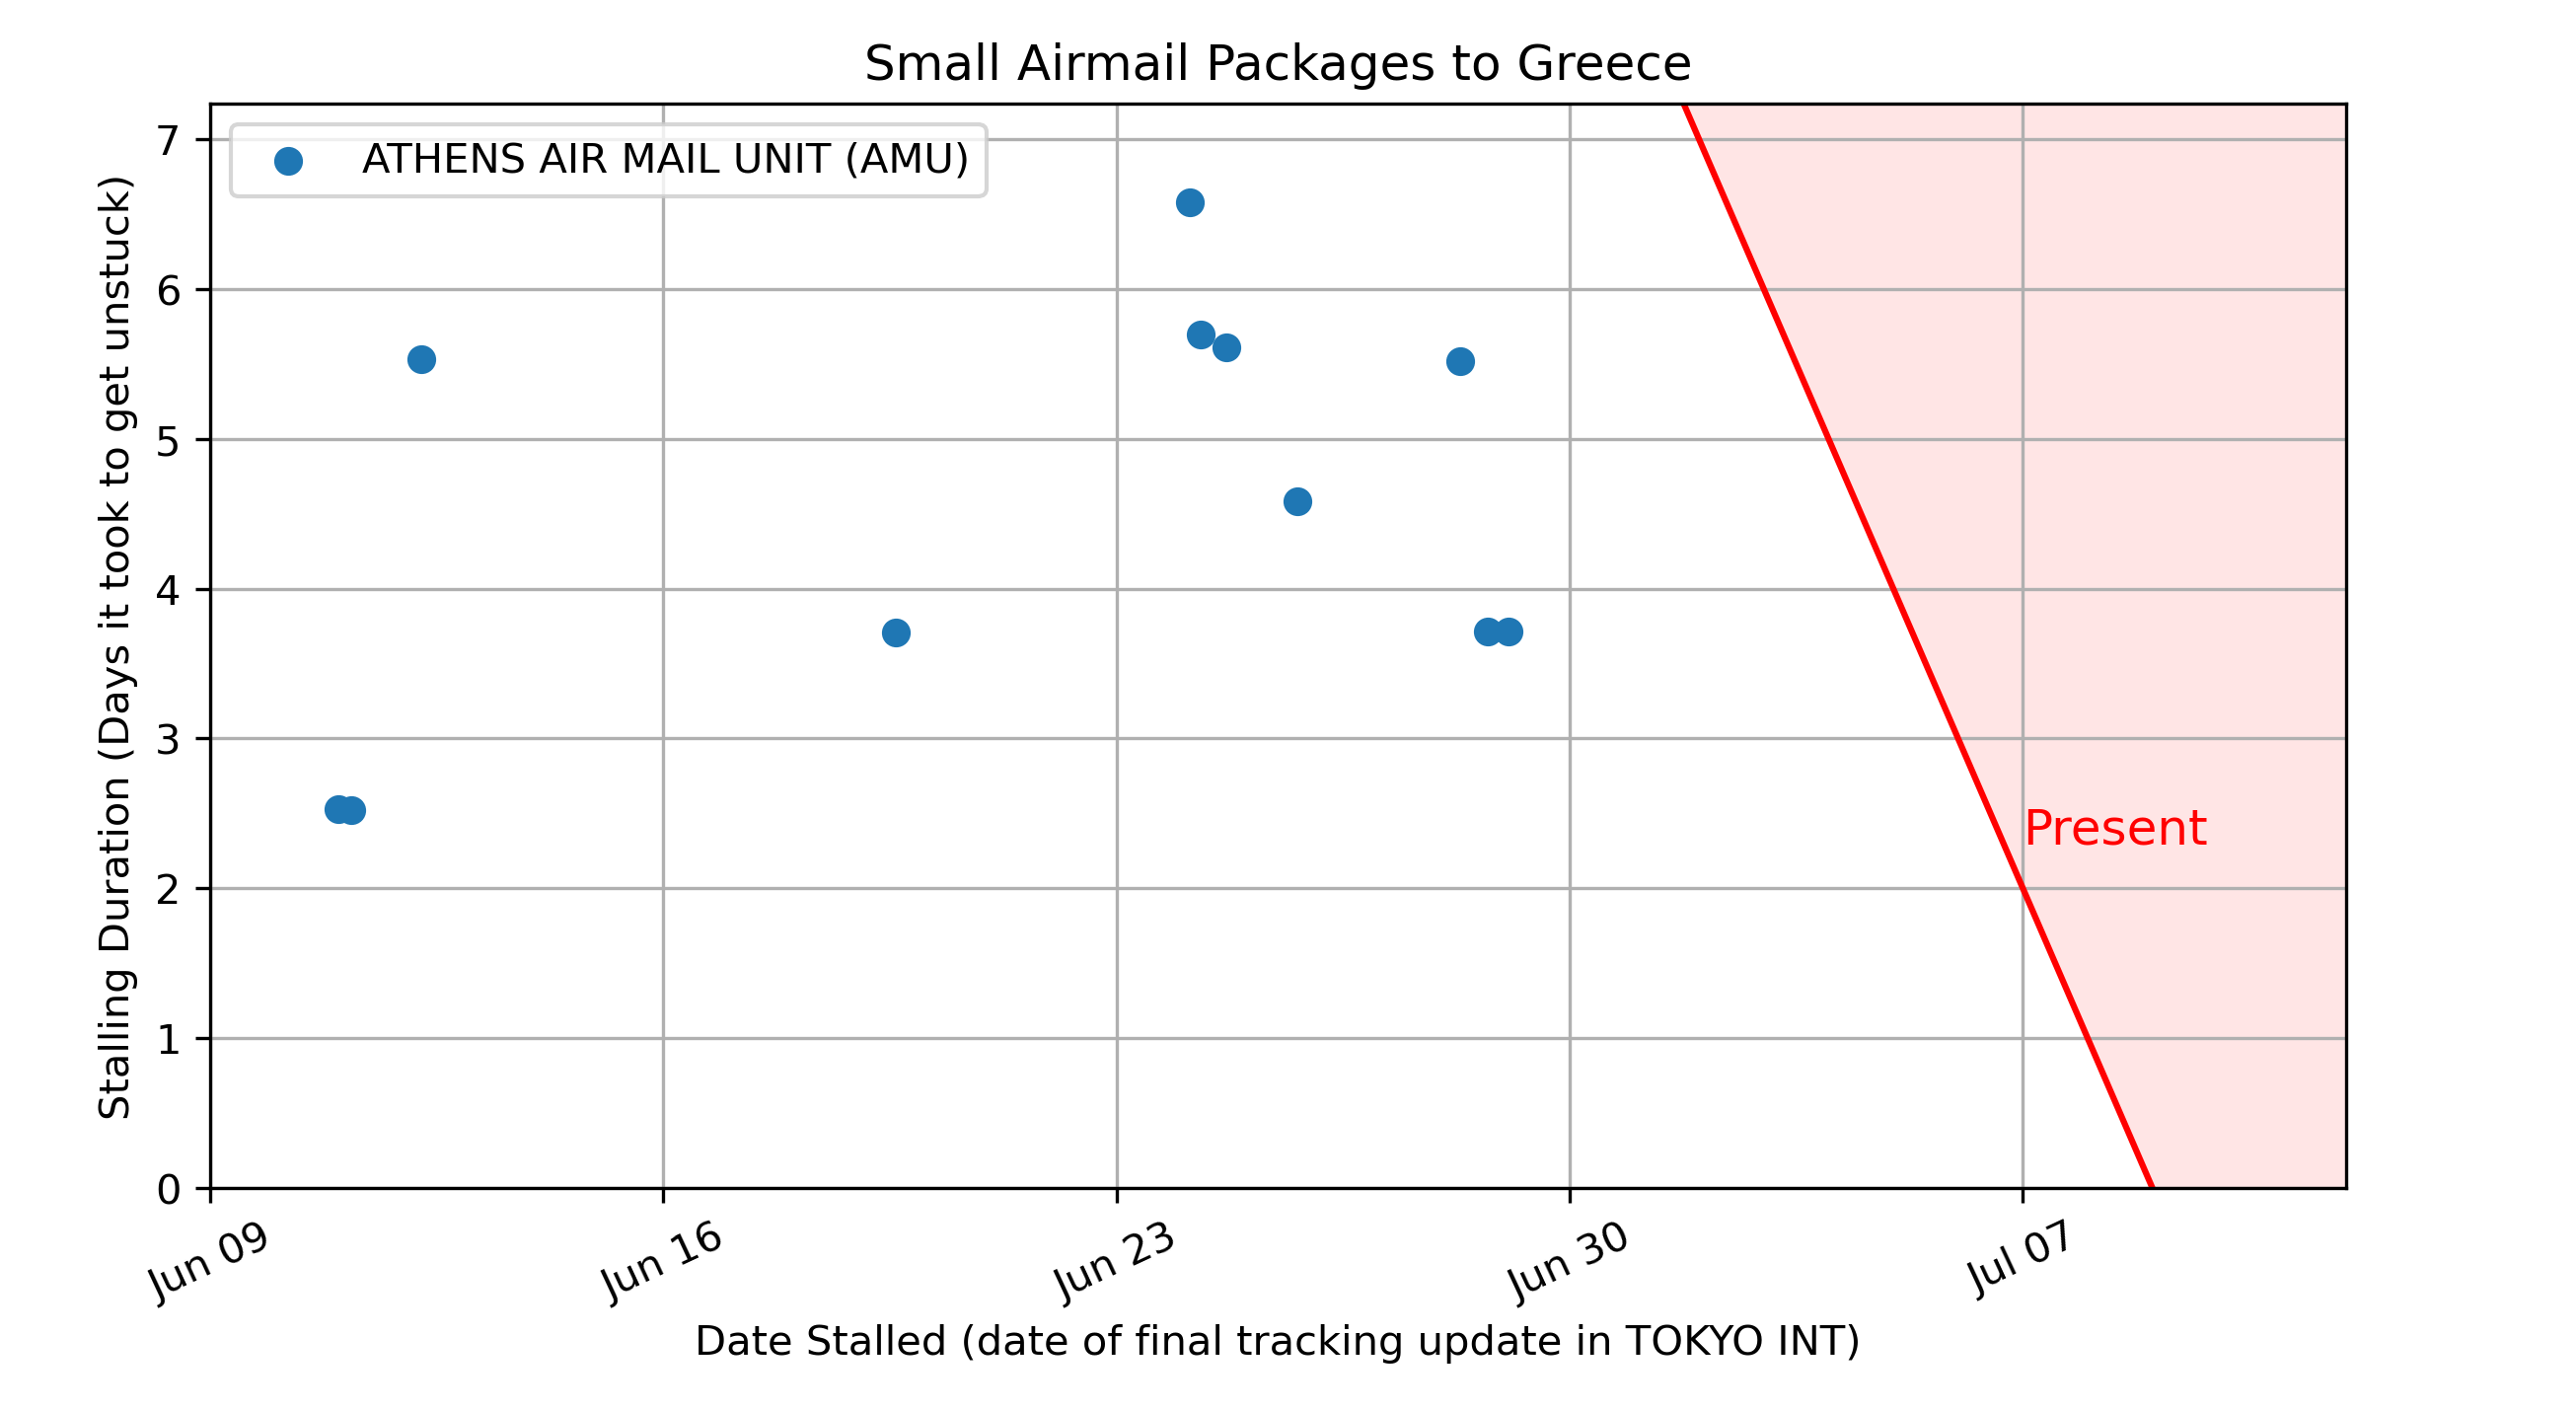 Small Airmail Packages to Greece
ATHENS AIR MAIL UNIT (AMU)
Stalling Duration (Days it took to get unstuck)
7
6
5
4
3
2
1
0
Present
Jun 09
Jun 16
Jun 23
Jun 30
Jul 07
Date Stalled (date of final tracking update in TOKYO INT)